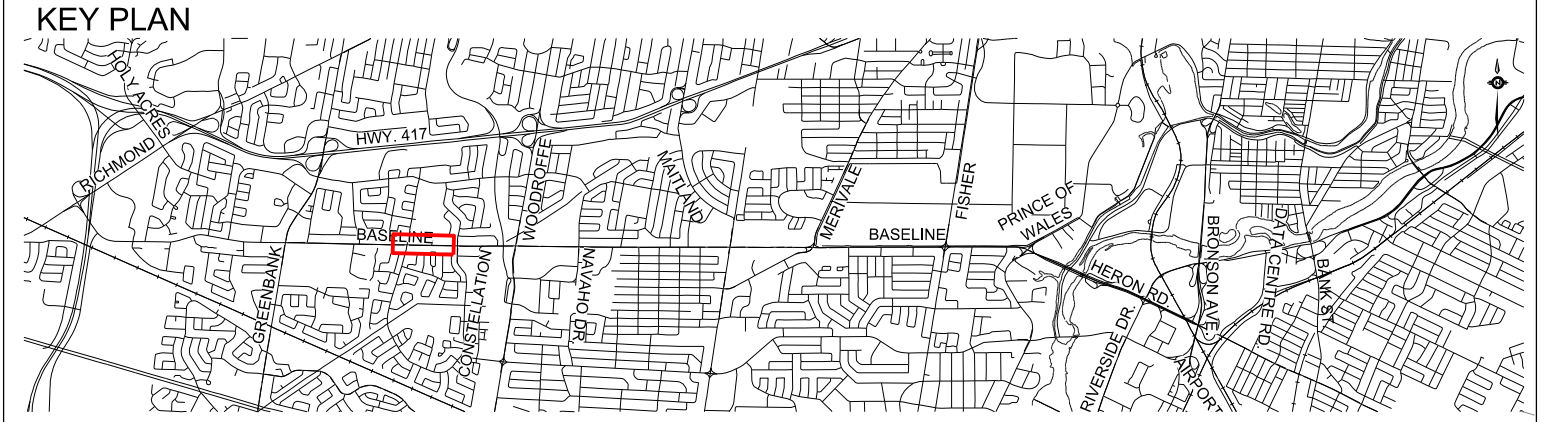 KEY PLAN
HOLY ACRES
RICHMOND
HWY. 417
WOODROFFE
MAITLAND
MERIVALE
FISHER
PRINCE OF
WALES
BASELINE
BASELINE
GREENBANK
CONSTELLATION
NAVAHO DR.
HERON RD.
RIVERSIDE DR.
AIRPORT
BRONSON AVE.
DATA CENTRE RD.
BANK ST
N